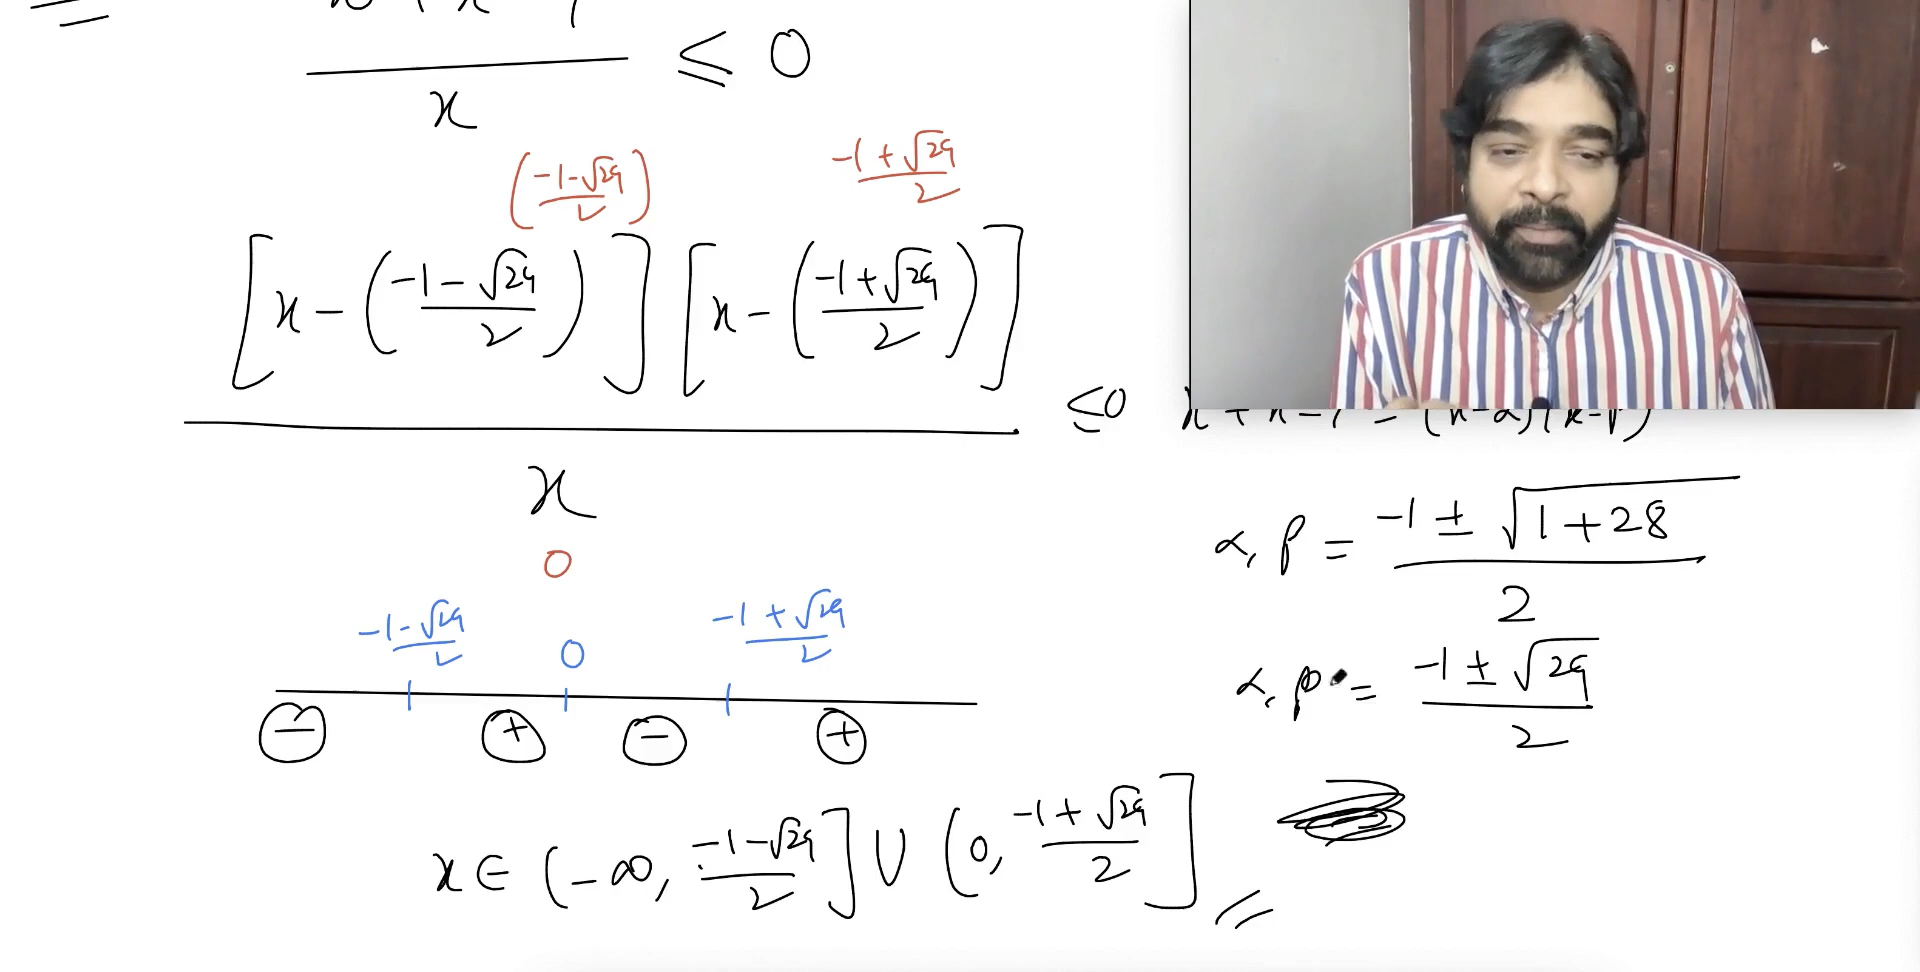 x ≤ 0
(-1-√29)/2 (-1+√29)/2
[x - ((-1-√29)/2)] [x - ((-1+√29)/2)]
≤0
x
0
α, β = (-1 ± √(1+28))/2
(-1-√29)/2 0 (-1+√29)/2
α, β = (-1 ± √29)/2
- + - +
x ∈ (-∞, (-1-√29)/2] ∪ (0, (-1+√29)/2]